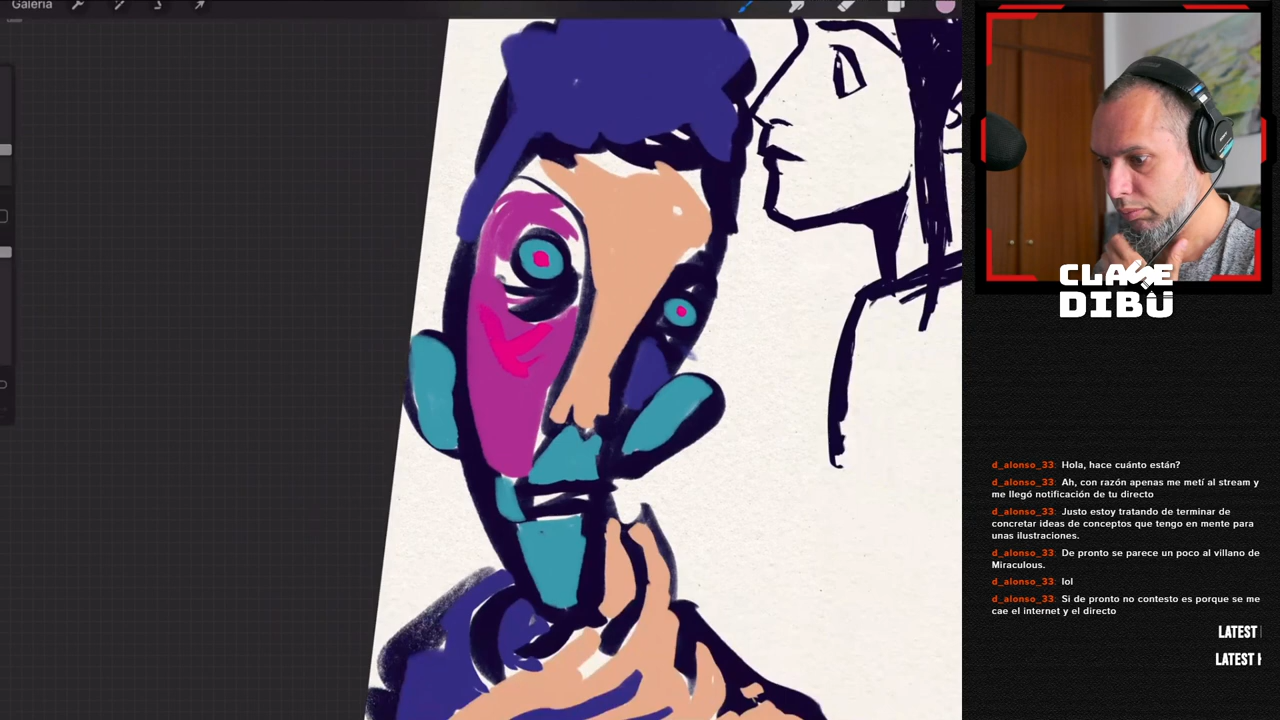 Galería
CLASE
DIBU
d_alonso_33: Hola, hace cuánto están?
d_alonso_33: Ah, con razón apenas me metí al stream y
me llegó notificación de tu directo
d_alonso_33: Justo estoy tratando de terminar de
concretar ideas de conceptos que tengo en mente para
unas ilustraciones.
d_alonso_33: De pronto se parece un poco al villano de
Miraculous.
d_alonso_33: lol
d_alonso_33: Si de pronto no contesto es porque se me
cae el internet y el directo
LATEST
LATEST